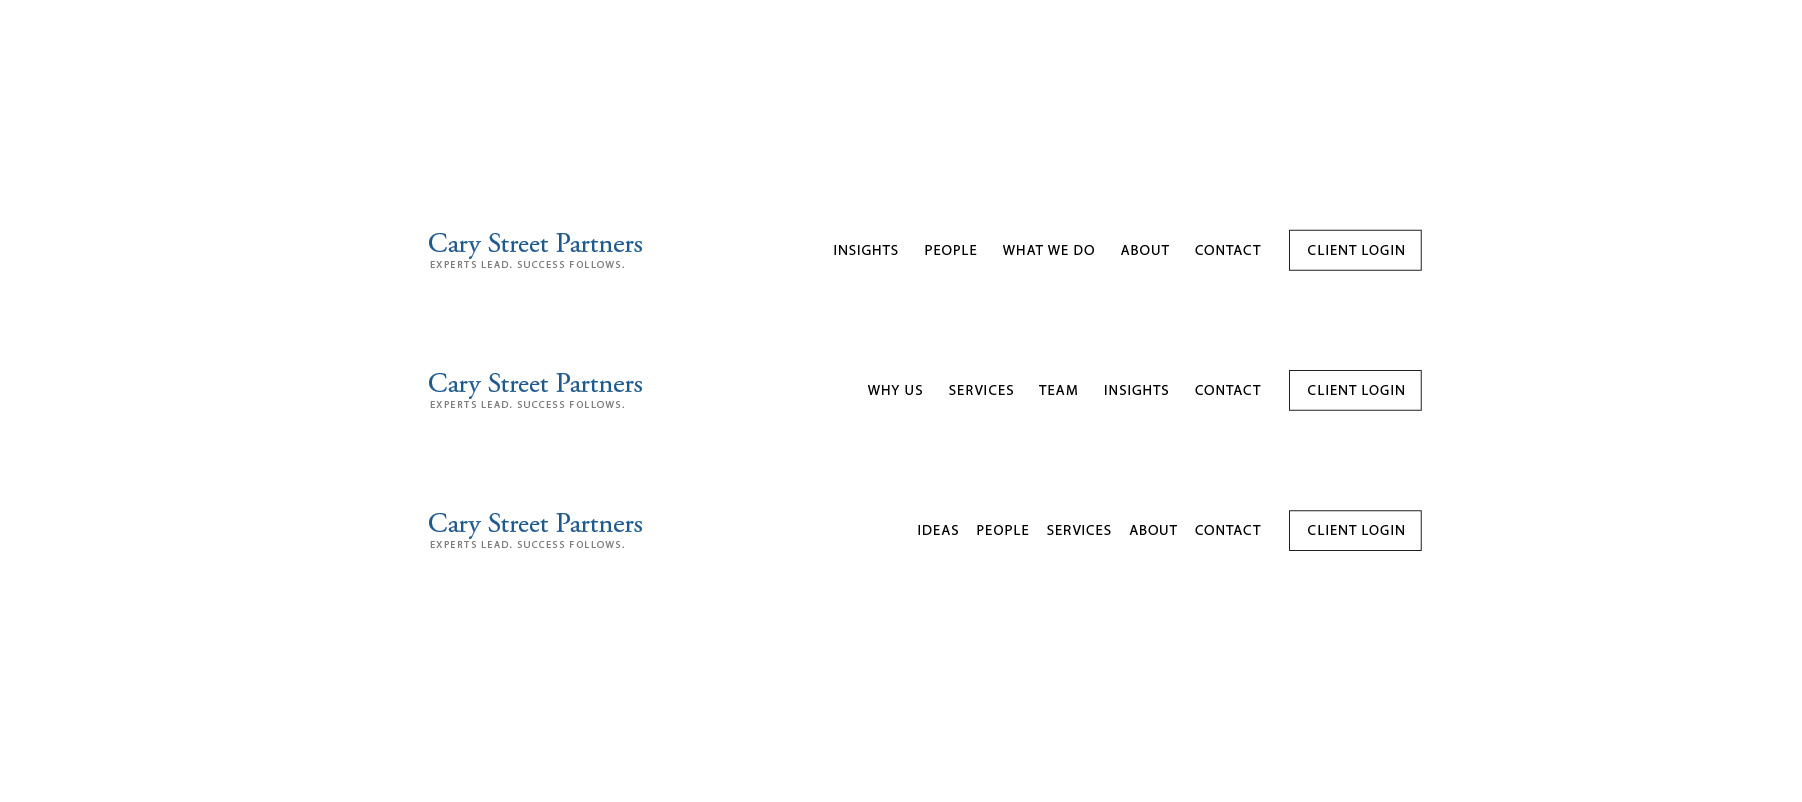 Cary Street Partners
EXPERTS LEAD. SUCCESS FOLLOWS.
INSIGHTS PEOPLE WHAT WE DO ABOUT CONTACT CLIENT LOGIN
Cary Street Partners
EXPERTS LEAD. SUCCESS FOLLOWS.
WHY US SERVICES TEAM INSIGHTS CONTACT CLIENT LOGIN
Cary Street Partners
EXPERTS LEAD. SUCCESS FOLLOWS.
IDEAS PEOPLE SERVICES ABOUT CONTACT CLIENT LOGIN